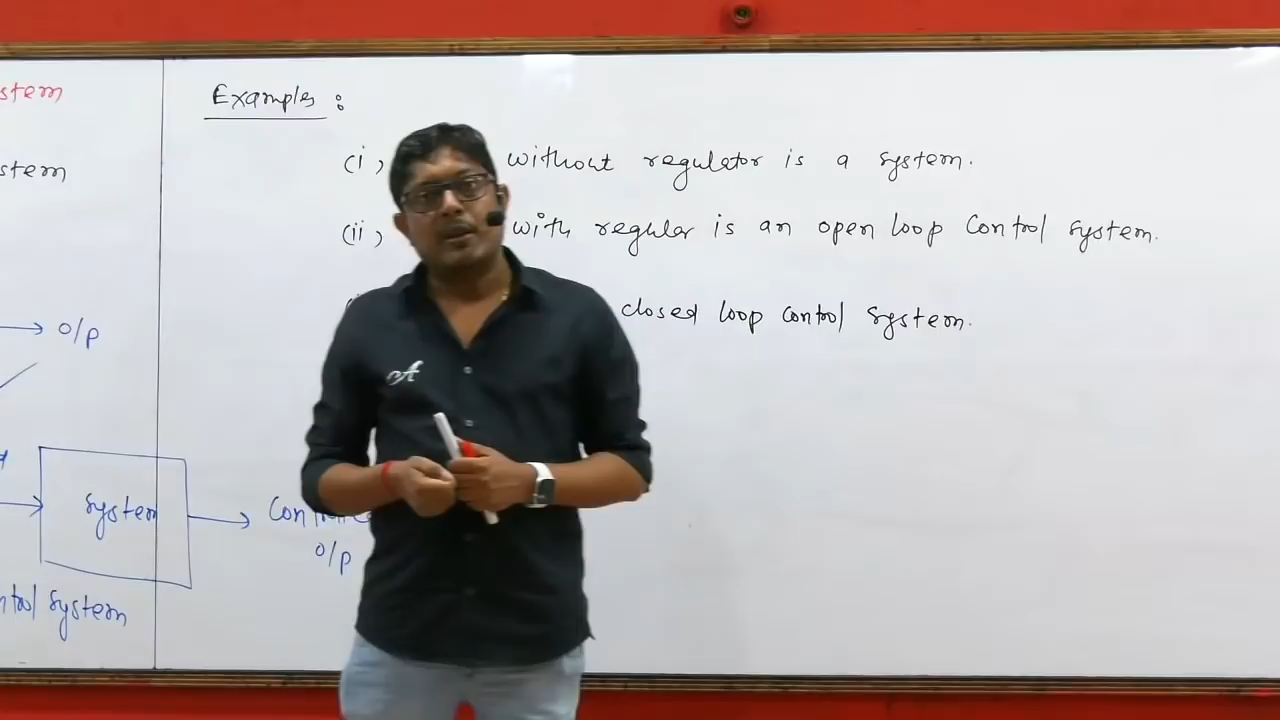 stem
stem
o/p
System
o/p
ntrol System
Examples :
(i) without regulator is a system.
(ii) with regular is an open loop Control System.
closed loop control System.
A